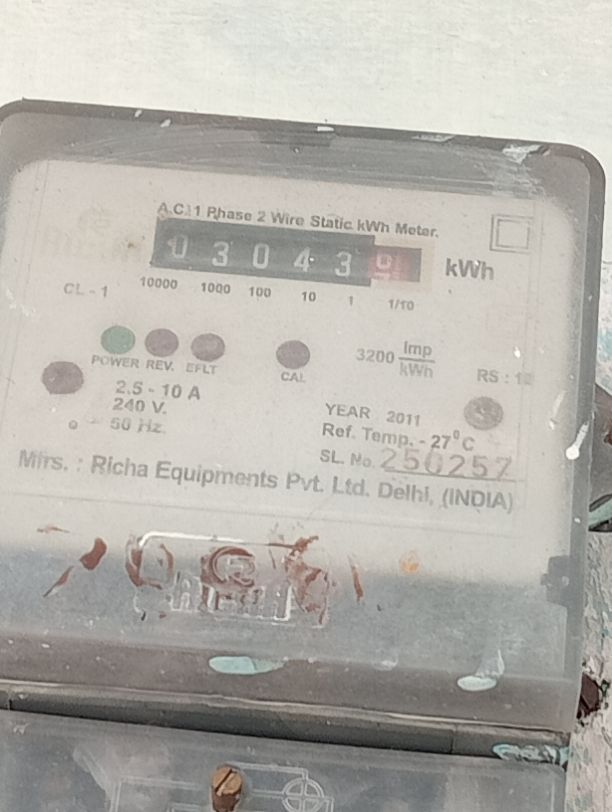 A.C. 1 Phase 2 Wire Static kWh Meter.
0 3 0 4 3
kWh
10000 1000 100 10 1 1/10
CL - 1
POWER REV. EFLT CAL
3200 Imp/kWh
2.5 - 10 A
240 V.
50 Hz.
YEAR 2011
Ref. Temp. - 27°C
SL. No. 250257
Mfrs. : Richa Equipments Pvt. Ltd. Delhi, (INDIA)